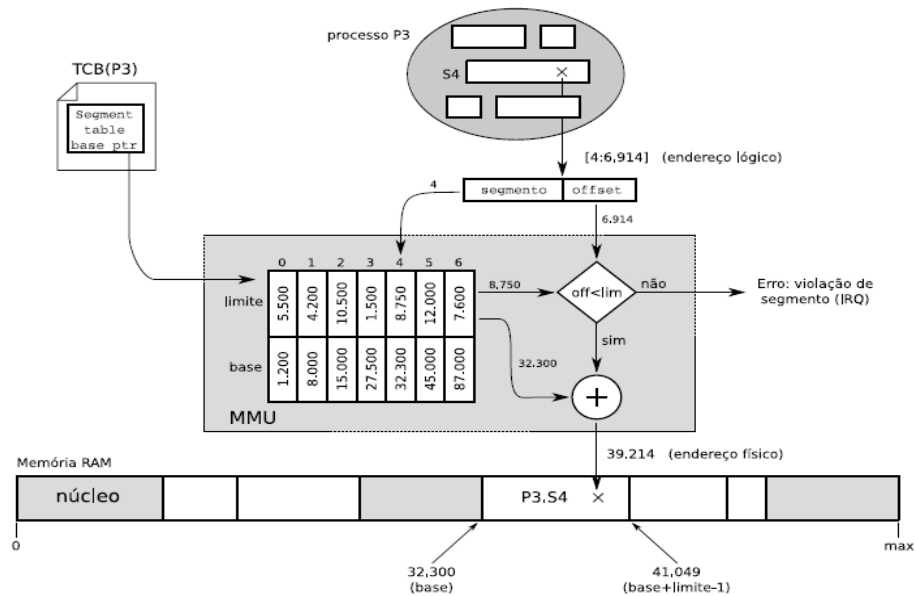 processo P3
TCB(P3)
S4
Segment
table
base ptr
[4:6,914] (endereço lógico)
4
segmento offset
6.914
0 1 2 3 4 5 6
limite 5.500 4.200 10.500 1.500 8.750 12.000 7.600
8,750
off<lim
não
Erro: violação de
segmento (IRQ)
sim
base 1.200 8.000 15.000 27.500 32.300 45.000 87.000
32.300
+
MMU
39.214 (endereço físico)
Memória RAM
núcleo
P3.S4
0
max
32,300
(base)
41,049
(base+limite-1)